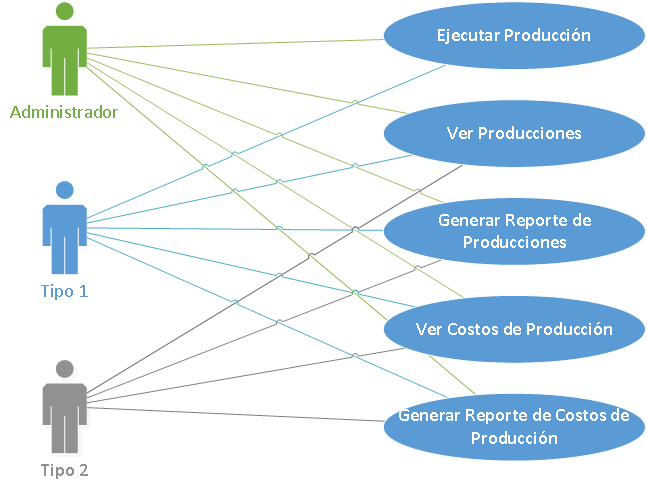 Administrador
Tipo 1
Tipo 2
Ejecutar Producción
Ver Producciones
Generar Reporte de
Producciones
Ver Costos de Producción
Generar Reporte de Costos de
Producción